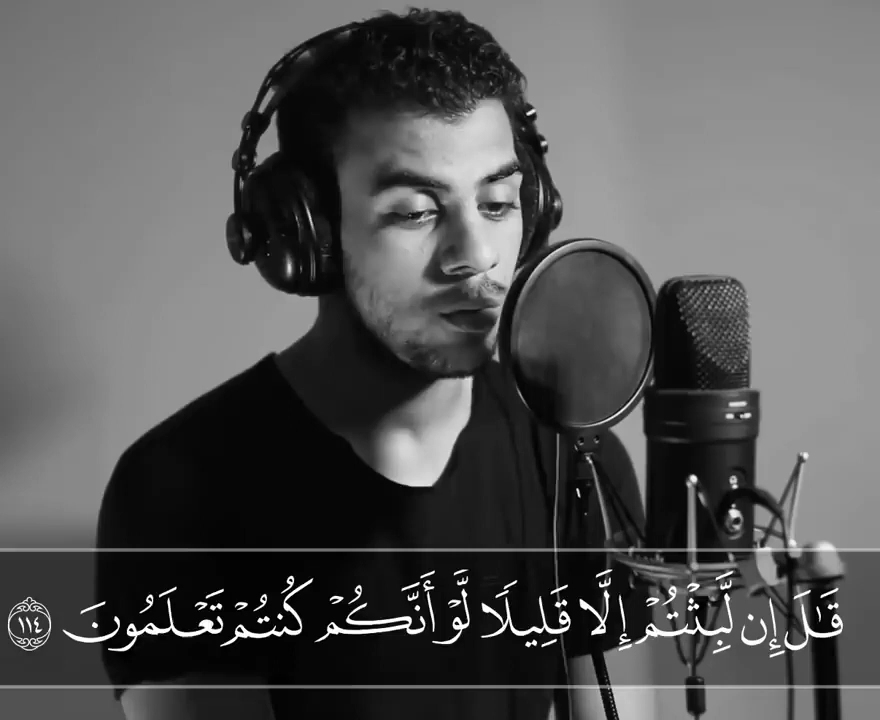 قَٰلَ إِن لَّبِثْتُمْ إِلَّا قَلِيلًا لَّوْ أَنَّكُمْ كُنتُمْ تَعْلَمُونَ ١١٤